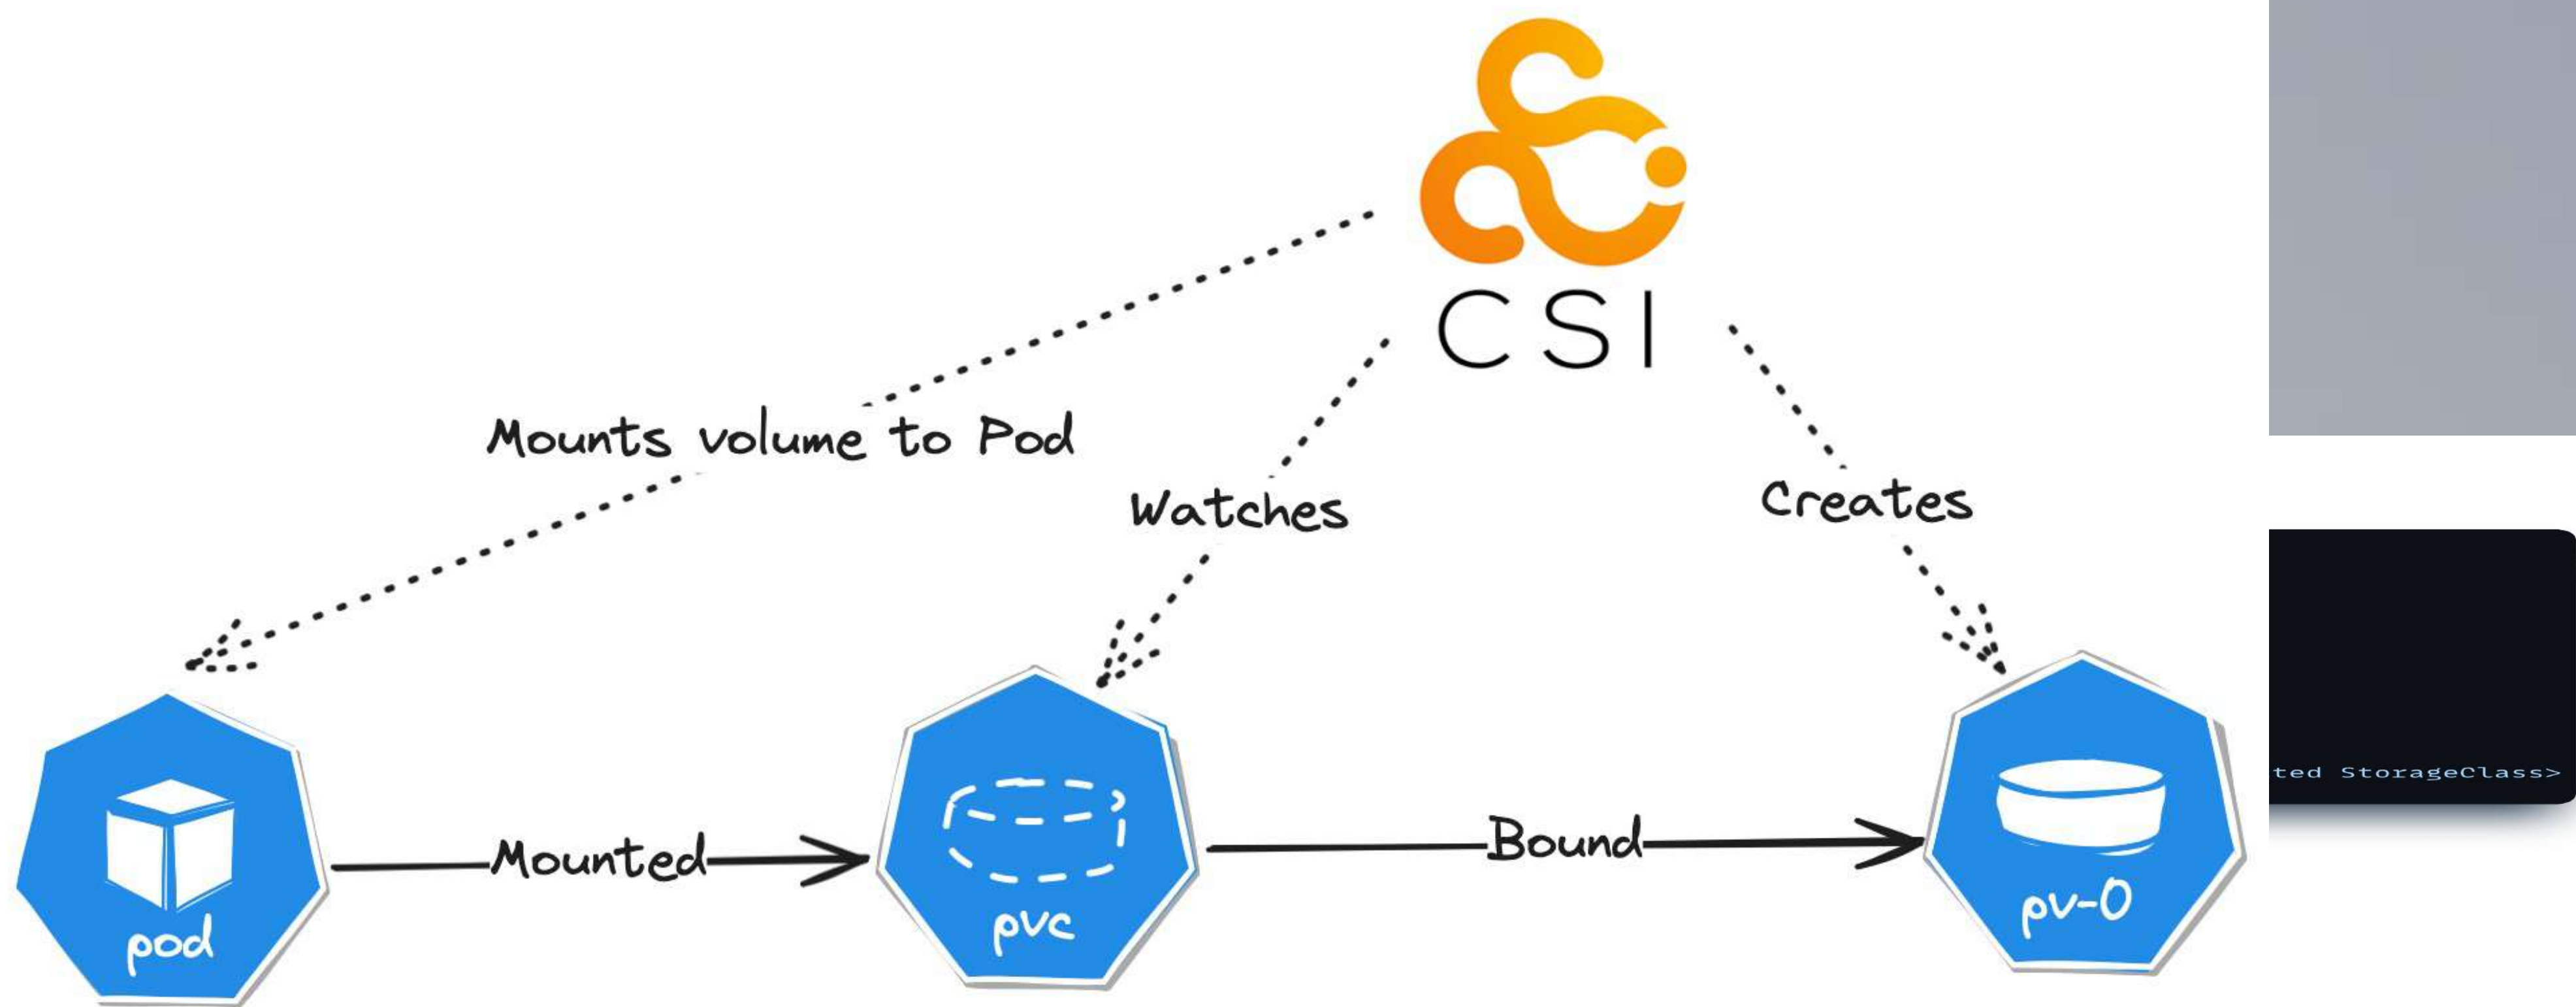 CSI
Mounts volume to Pod
Watches
Creates
ted StorageClass>
Mounted
Bound
pod
pvc
pv-0